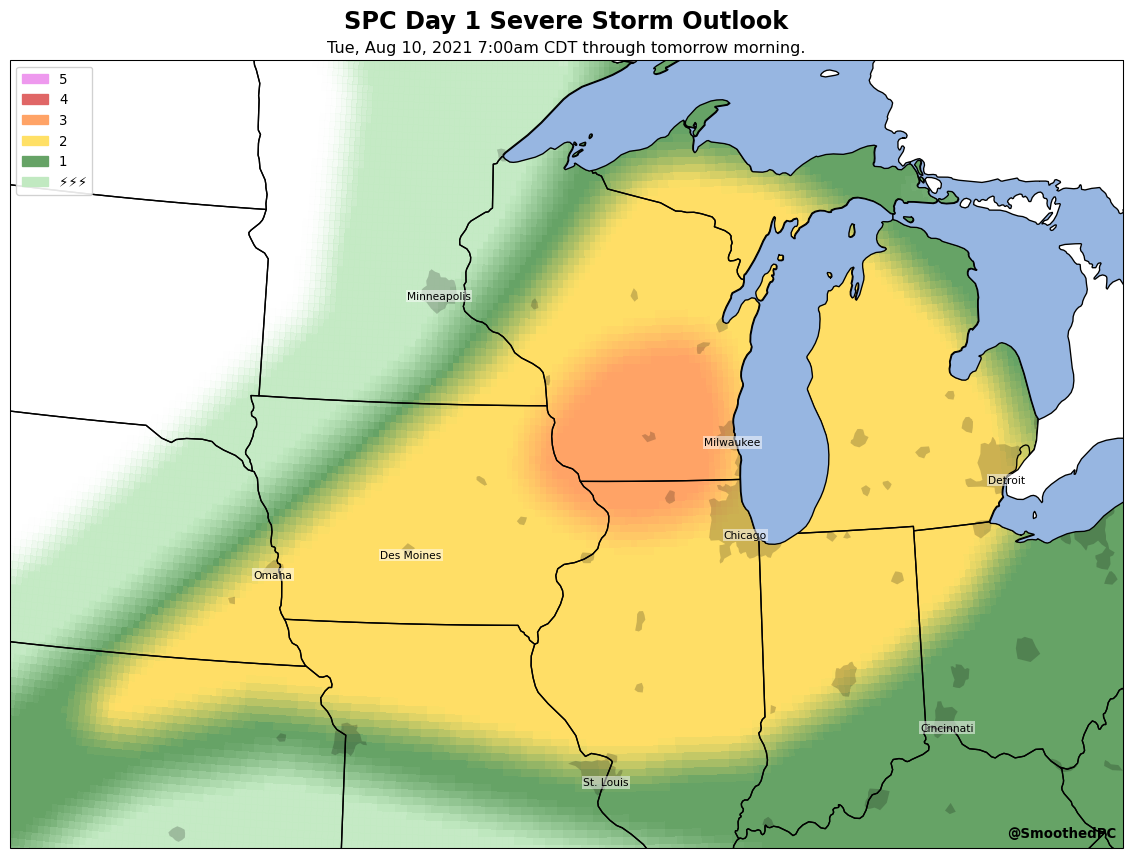 SPC Day 1 Severe Storm Outlook
Tue, Aug 10, 2021 7:00am CDT through tomorrow morning.
5
4
3
2
1
⚡⚡⚡
Minneapolis
Milwaukee
Detroit
Chicago
Des Moines
Omaha
Cincinnati
St. Louis
@SmoothedPC